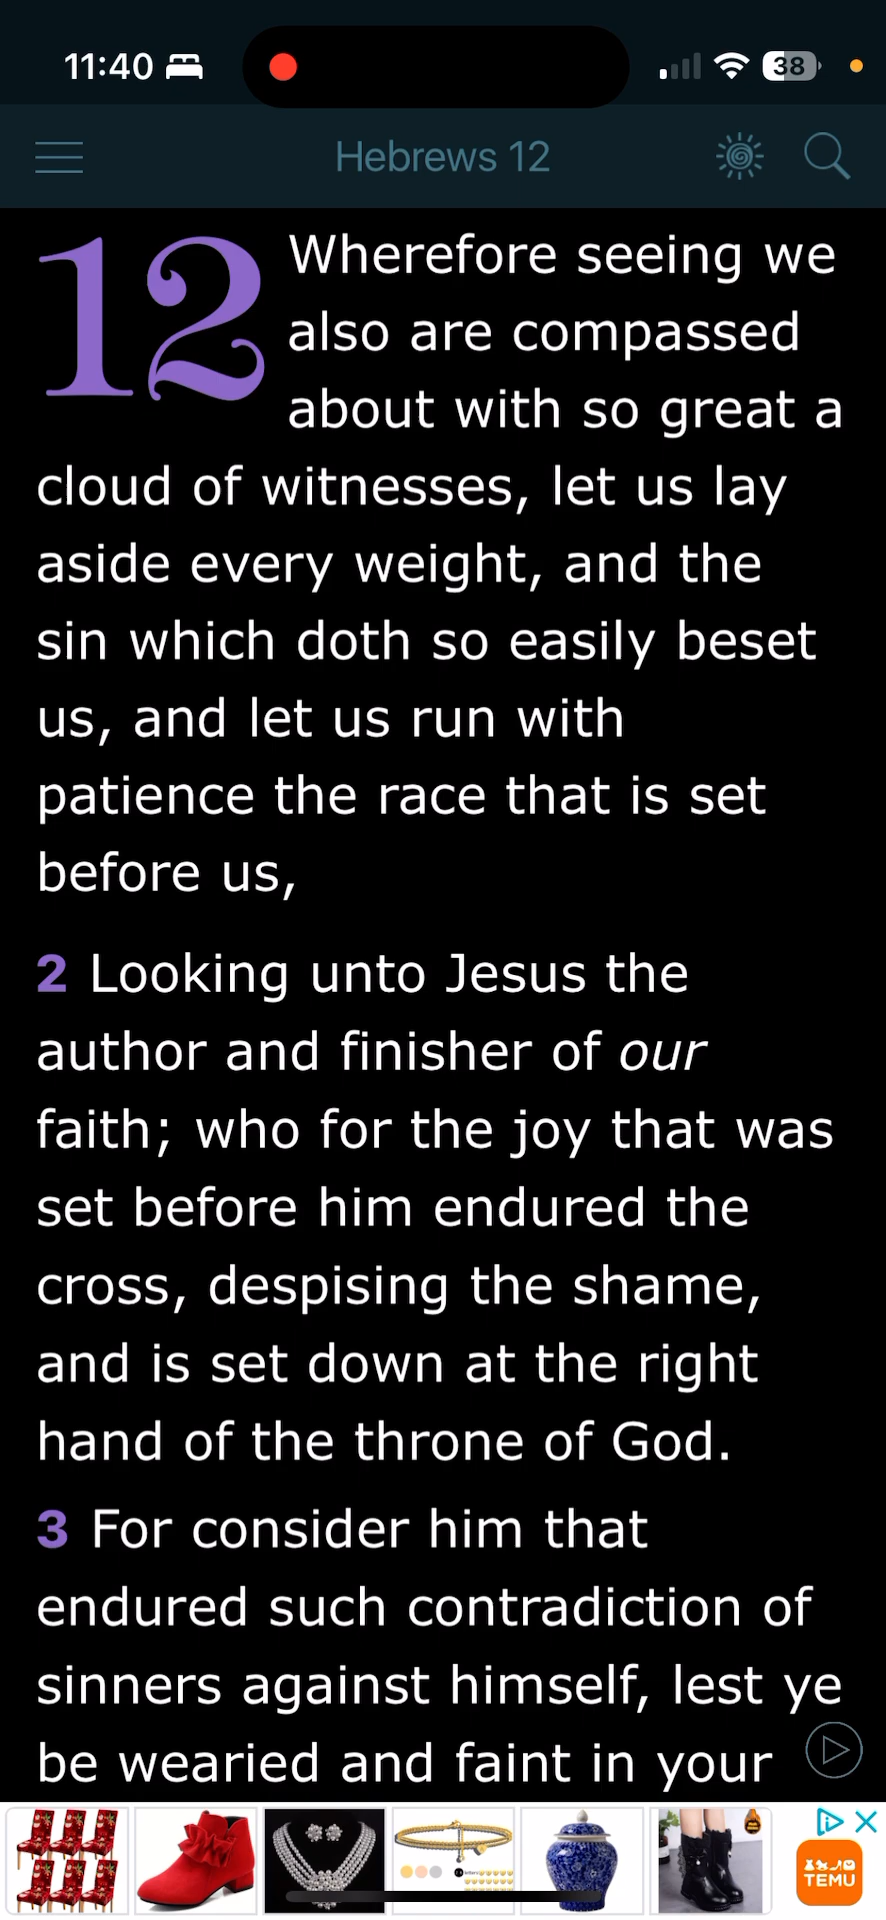 11:40
38
Hebrews 12
12 Wherefore seeing we
also are compassed
about with so great a
cloud of witnesses, let us lay
aside every weight, and the
sin which doth so easily beset
us, and let us run with
patience the race that is set
before us,
2 Looking unto Jesus the
author and finisher of our
faith; who for the joy that was
set before him endured the
cross, despising the shame,
and is set down at the right
hand of the throne of God.
3 For consider him that
endured such contradiction of
sinners against himself, lest ye
be wearied and faint in your
TEMU